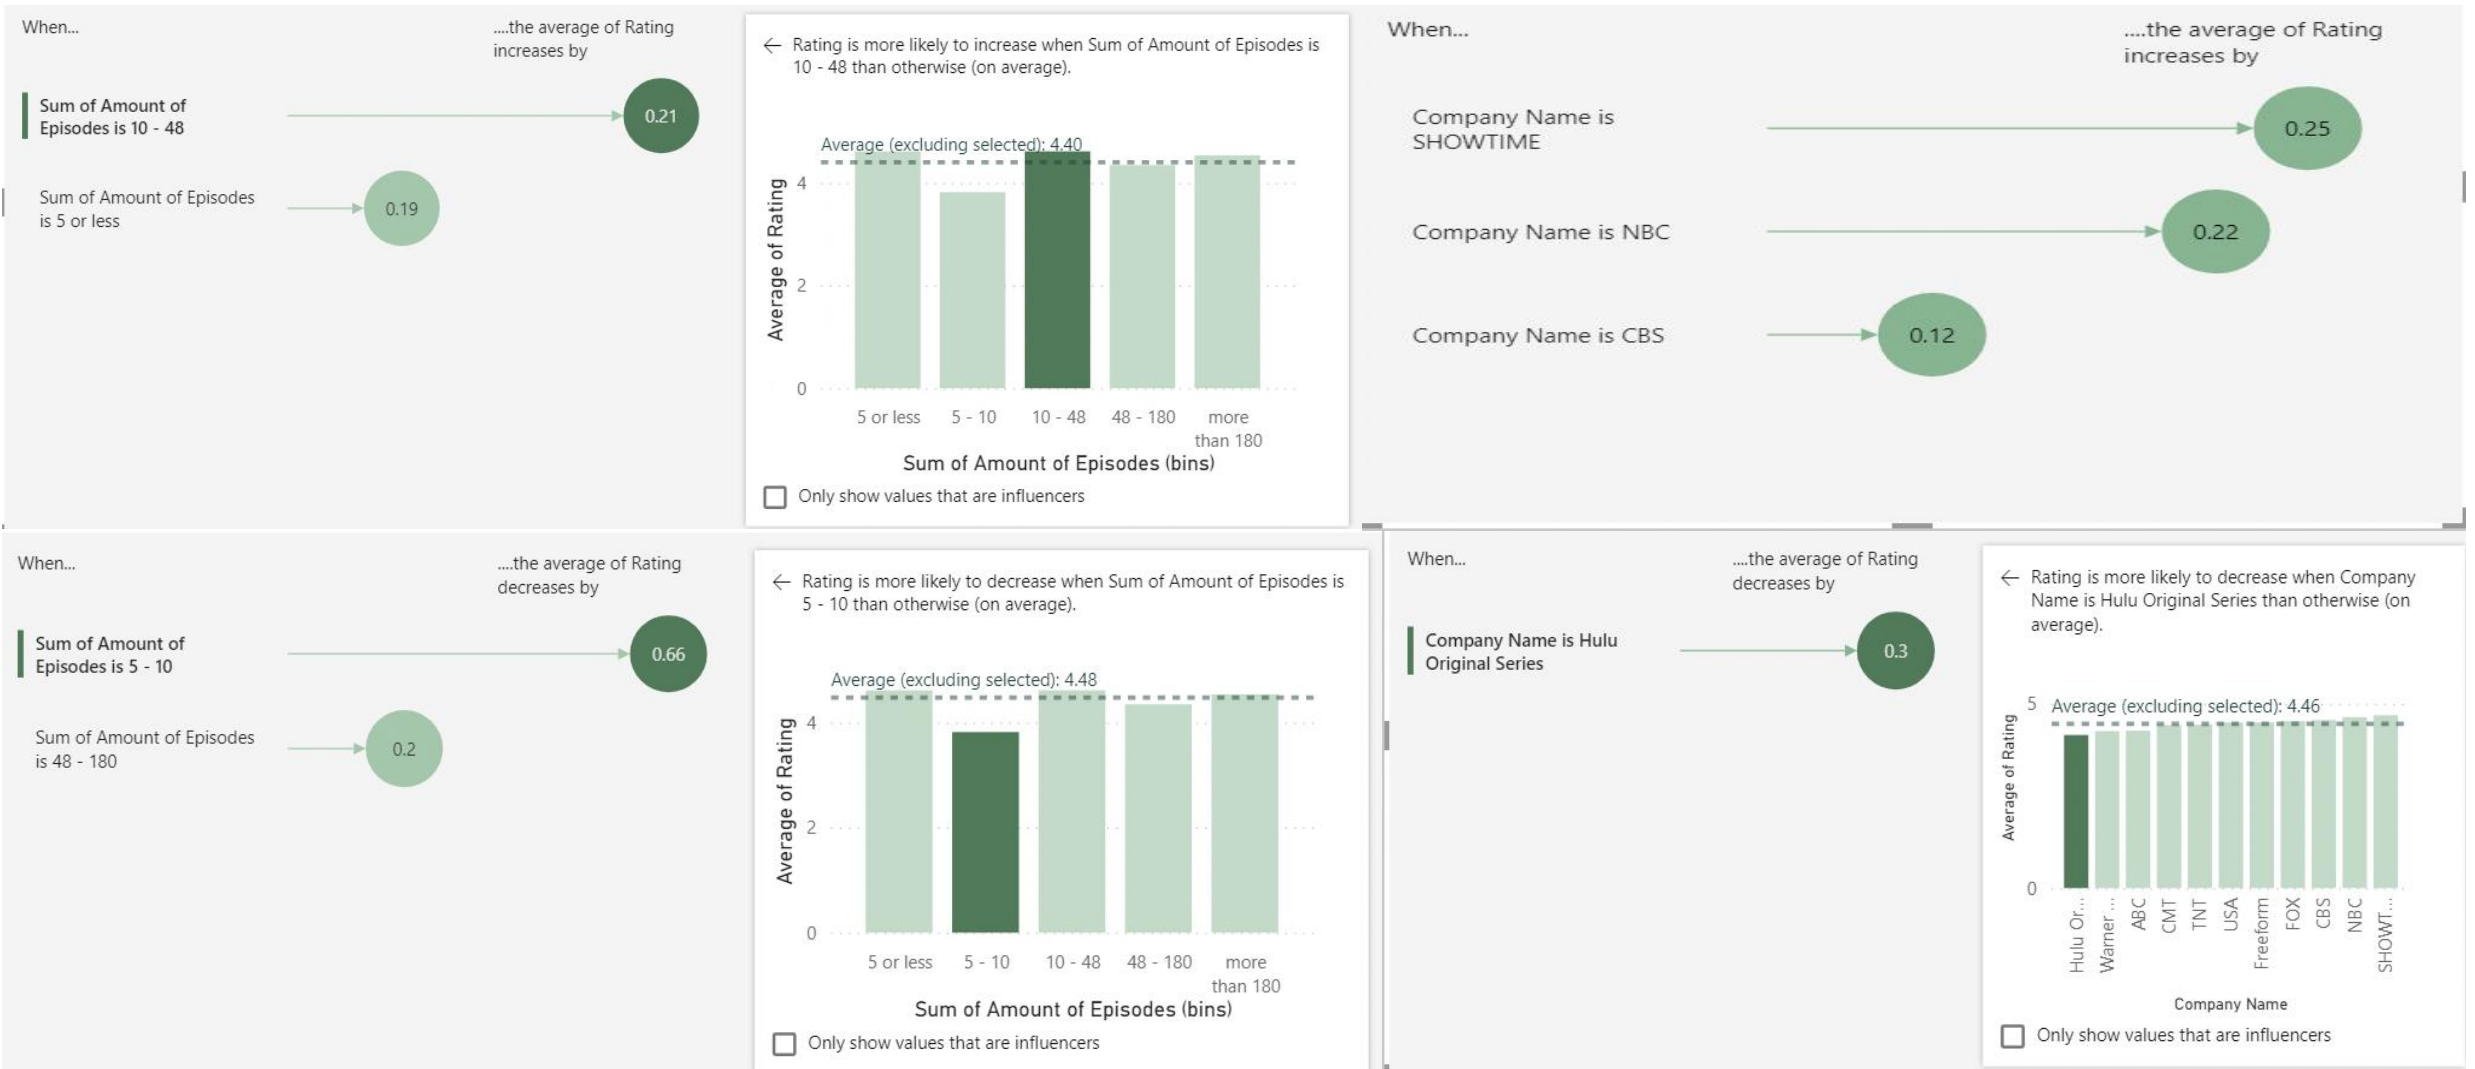 When...
....the average of Rating
increases by
Sum of Amount of
Episodes is 10 - 48
0.21
Sum of Amount of Episodes
is 5 or less
0.19
← Rating is more likely to increase when Sum of Amount of Episodes is
10 - 48 than otherwise (on average).
Average (excluding selected): 4.40
Average of Rating
4
2
0
5 or less
5 - 10
10 - 48
48 - 180
more
than 180
Sum of Amount of Episodes (bins)
Only show values that are influencers
When...
....the average of Rating
increases by
Company Name is
SHOWTIME
0.25
Company Name is NBC
0.22
Company Name is CBS
0.12
When...
....the average of Rating
decreases by
Sum of Amount of
Episodes is 5 - 10
0.66
Sum of Amount of Episodes
is 48 - 180
0.2
← Rating is more likely to decrease when Sum of Amount of Episodes is
5 - 10 than otherwise (on average).
Average (excluding selected): 4.48
Average of Rating
4
2
0
5 or less
5 - 10
10 - 48
48 - 180
more
than 180
Sum of Amount of Episodes (bins)
Only show values that are influencers
When...
....the average of Rating
decreases by
Company Name is Hulu
Original Series
0.3
← Rating is more likely to decrease when Company
Name is Hulu Original Series than otherwise (on
average).
Average (excluding selected): 4.46
Average of Rating
5
0
Hulu Or...
Warner ...
ABC
CMT
TNT
USA
Freeform
FOX
CBS
NBC
SHOWT...
Company Name
Only show values that are influencers